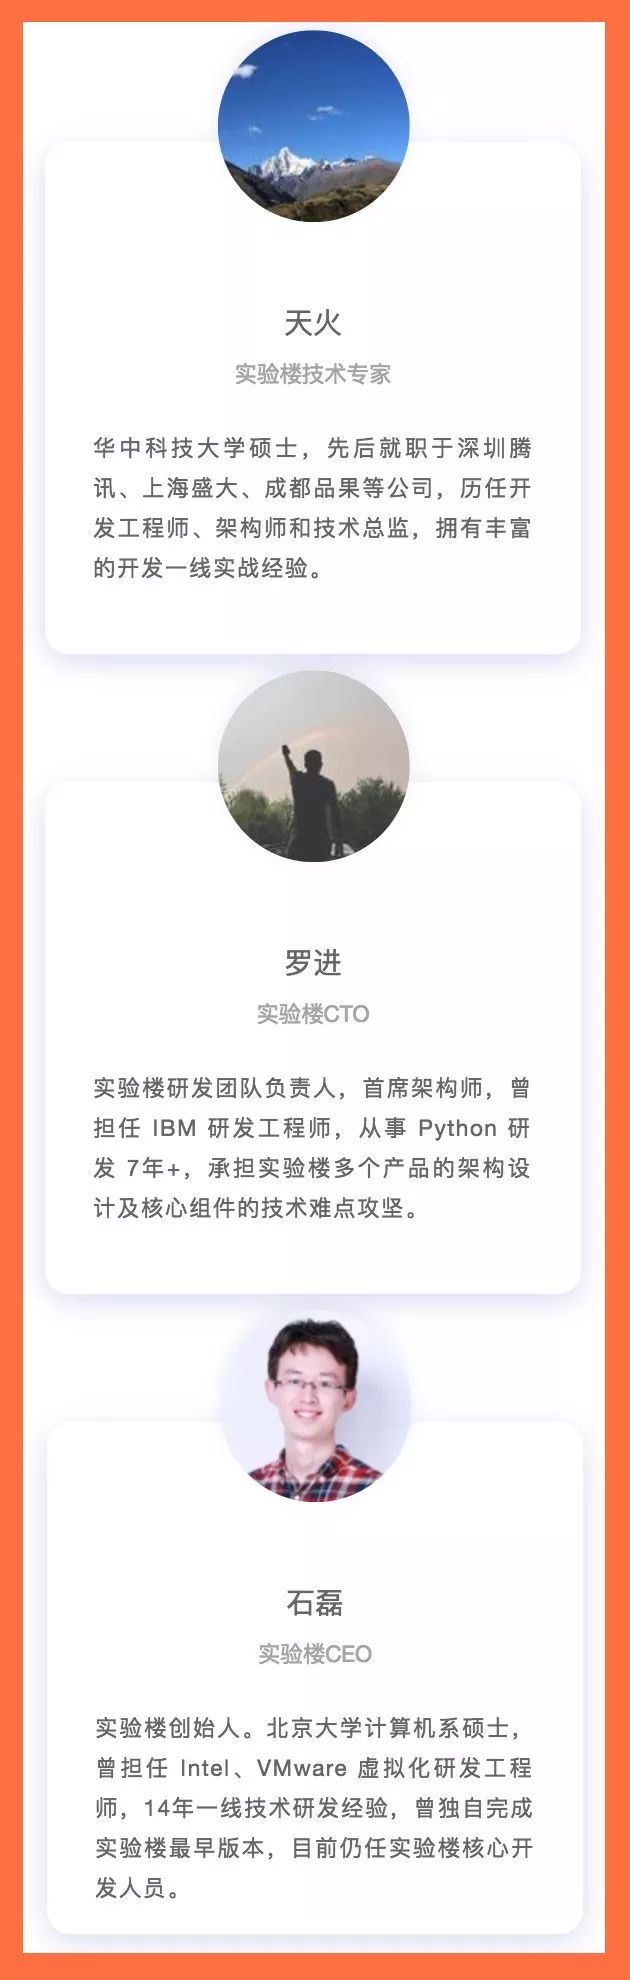 天火
实验楼技术专家
华中科技大学硕士，先后就职于深圳腾
讯、上海盛大、成都品果等公司，历任开
发工程师、架构师和技术总监，拥有丰富
的开发一线实战经验。
罗进
实验楼CTO
实验楼研发团队负责人，首席架构师，曾
担任 IBM 研发工程师，从事 Python 研
发 7年+，承担实验楼多个产品的架构设
计及核心组件的技术难点攻坚。
石磊
实验楼CEO
实验楼创始人。北京大学计算机系硕士，
曾担任 Intel、VMware 虚拟化研发工程
师，14年一线技术研发经验，曾独自完成
实验楼最早版本，目前仍任实验楼核心开
发人员。